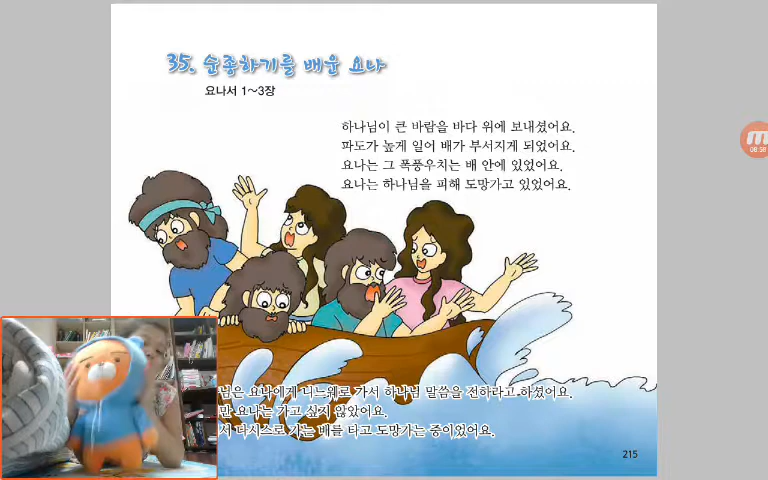 35. 순종하기를 배운 요나
요나서 1~3장
하나님이 큰 바람을 바다 위에 보내셨어요.
파도가 높게 일어 배가 부서지게 되었어요.
요나는 그 폭풍우치는 배 안에 있었어요.
요나는 하나님을 피해 도망가고 있었어요.
님은 요나에게 니느웨로 가서 하나님 말씀을 전하라고 하셨어요.
만 요나는 가고 싶지 않았어요.
서 다시스로 가는 배를 타고 도망가는 중이었어요.
215
08:58